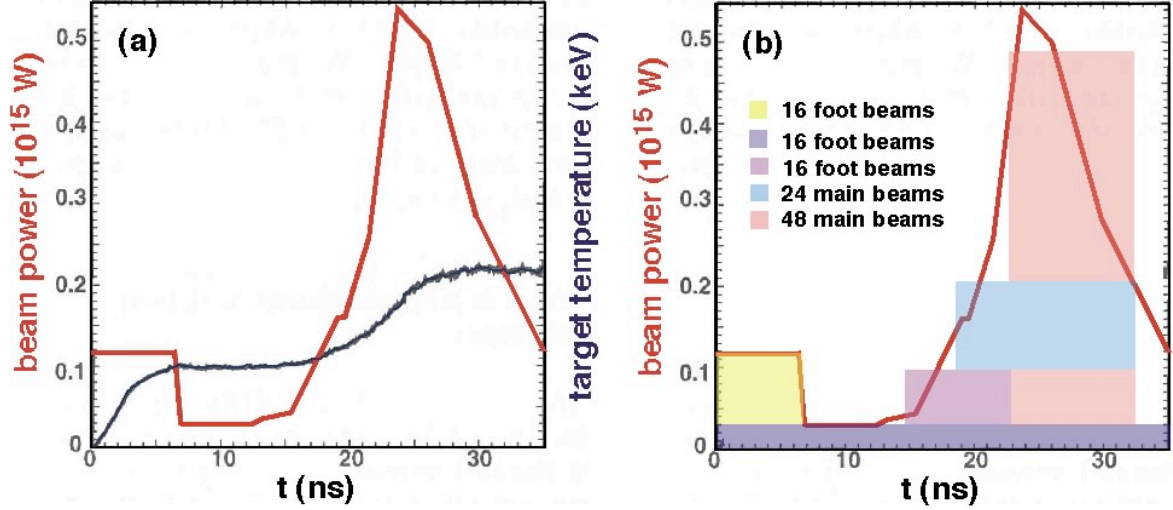 (a)
beam power (10¹⁵ W)
0.5
0.4
0.3
0.2
0.1
0
0 10 20 30
t (ns)
target temperature (keV)
(b)
beam power (10¹⁵ W)
0.5
0.4
0.3
0.2
0.1
0
16 foot beams
16 foot beams
16 foot beams
24 main beams
48 main beams
0 10 20 30
t (ns)